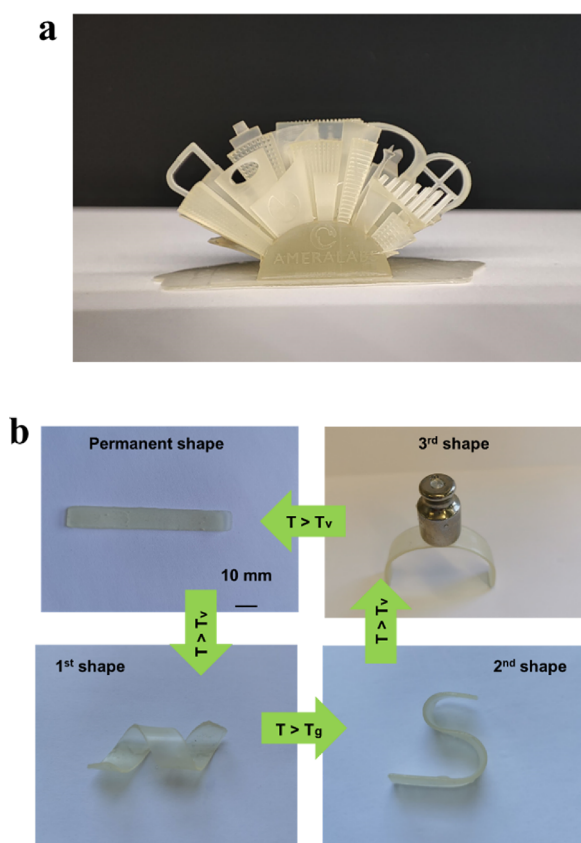 a
AMERALABS
b
Permanent shape
3rd shape
T > Tv
10 mm
T > Tv
T > Tv
1st shape
2nd shape
T > Tg